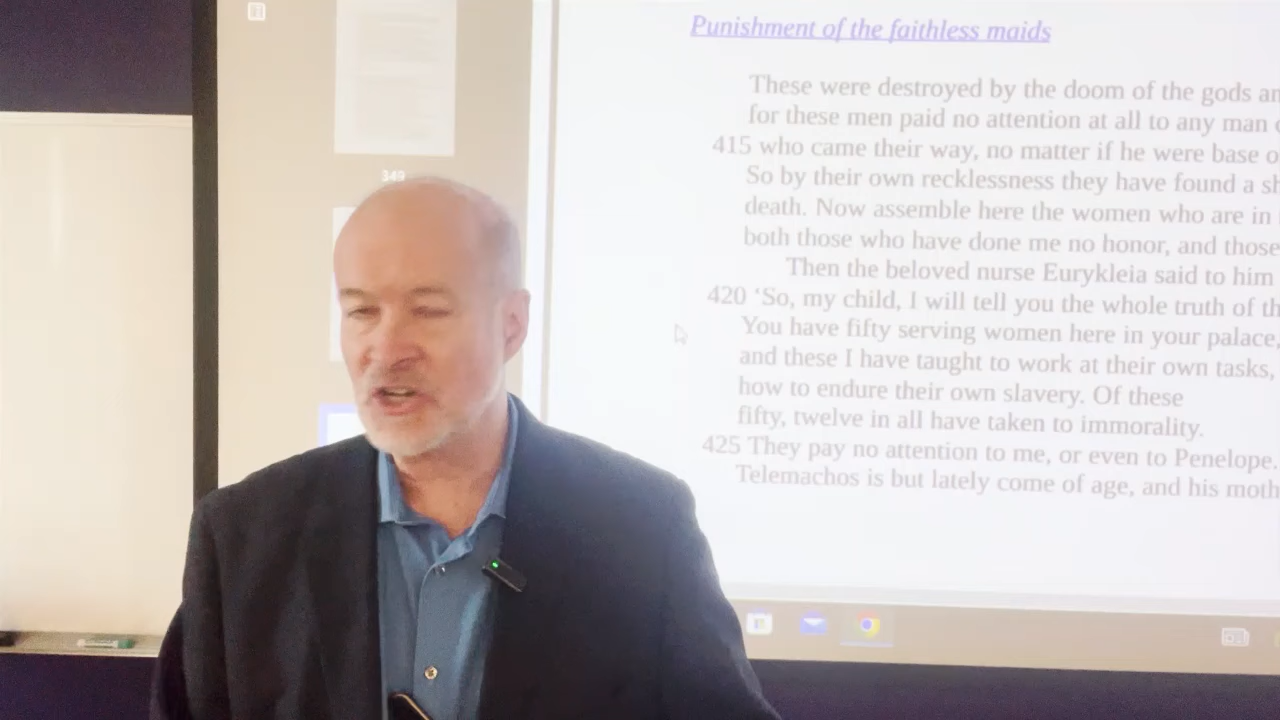 Punishment of the faithless maids
These were destroyed by the doom of the gods
for these men paid no attention at all to any man
415 who came their way, no matter if he were base
So by their own recklessness they have found a
death. Now assemble here the women who are in
both those who have done me no honor, and those
Then the beloved nurse Eurykleia said to him
420 ‘So, my child, I will tell you the whole truth of
You have fifty serving women here in your palace,
and these I have taught to work at their own tasks,
how to endure their own slavery. Of these
fifty, twelve in all have taken to immorality.
425 They pay no attention to me, or even to Penelope.
Telemachos is but lately come of age, and his
349